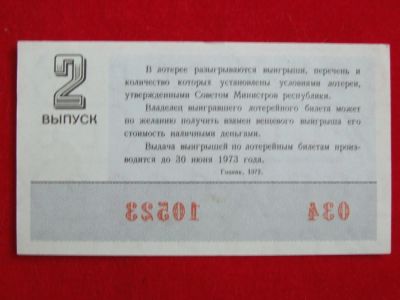 2
ВЫПУСК
В лотерее разыгрываются выигрыши, перечень и
количество которых установлены условиями лотереи,
утвержденными Советом Министров республики.
Владелец выигравшего лотерейного билета может
по желанию получить взамен вещевого выигрыша его
стоимость наличными деньгами.
Выдача выигрышей по лотерейным билетам произ-
водится до 30 июня 1973 года.
Гознак, 1972.
034 10523